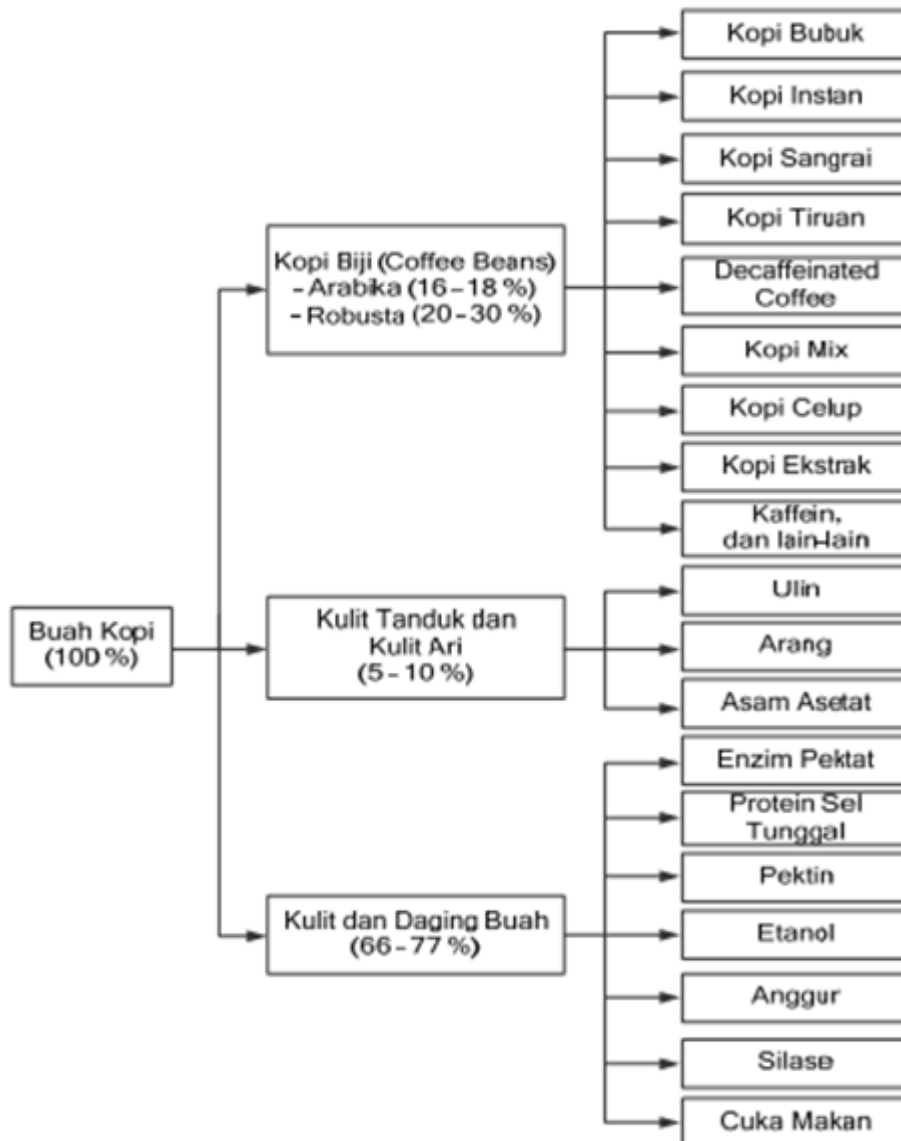 Buah Kopi
(100 %)
Kopi Biji (Coffee Beans)
- Arabika (16 – 18 %)
- Robusta (20 – 30 %)
Kulit Tanduk dan
Kulit Ari
(5 – 10 %)
Kulit dan Daging Buah
(66 – 77 %)
Kopi Bubuk
Kopi Instan
Kopi Sangrai
Kopi Tiruan
Decaffeinated
Coffee
Kopi Mix
Kopi Celup
Kopi Ekstrak
Kaffein,
dan lain-lain
Ulin
Arang
Asam Asetat
Enzim Pektat
Protein Sel
Tunggal
Pektin
Etanol
Anggur
Silase
Cuka Makan